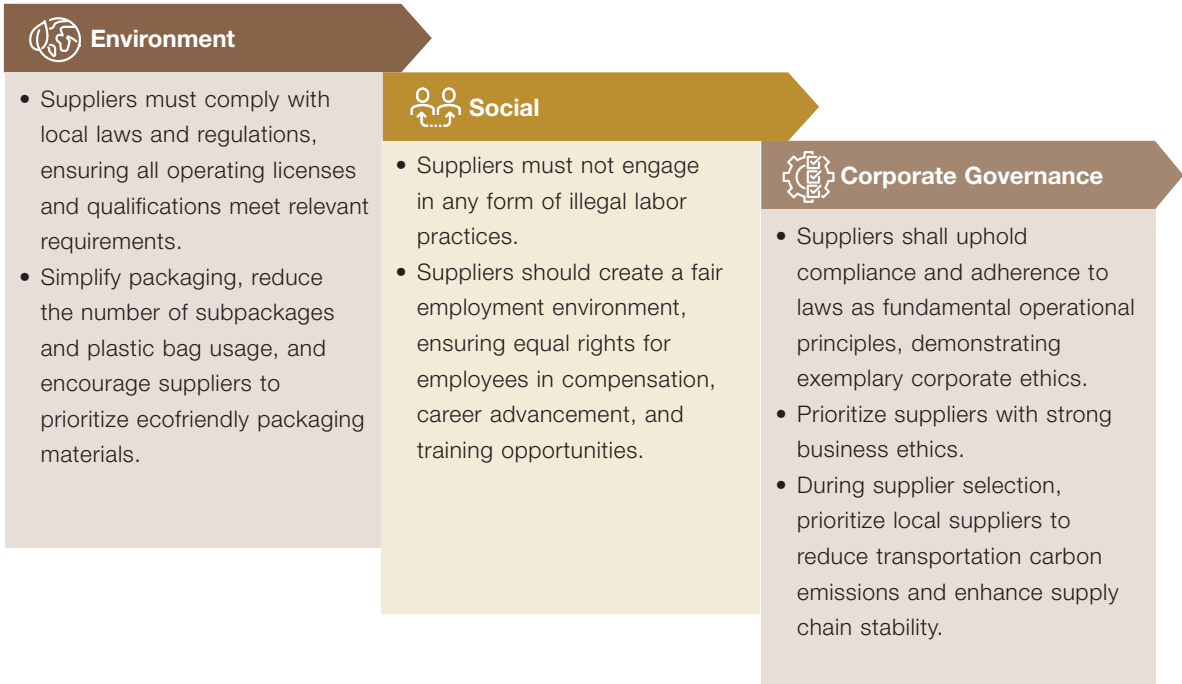 Environment
• Suppliers must comply with
local laws and regulations,
ensuring all operating licenses
and qualifications meet relevant
requirements.
• Simplify packaging, reduce
the number of subpackages
and plastic bag usage, and
encourage suppliers to
prioritize ecofriendly packaging
materials.
Social
• Suppliers must not engage
in any form of illegal labor
practices.
• Suppliers should create a fair
employment environment,
ensuring equal rights for
employees in compensation,
career advancement, and
training opportunities.
Corporate Governance
• Suppliers shall uphold
compliance and adherence to
laws as fundamental operational
principles, demonstrating
exemplary corporate ethics.
• Prioritize suppliers with strong
business ethics.
• During supplier selection,
prioritize local suppliers to
reduce transportation carbon
emissions and enhance supply
chain stability.